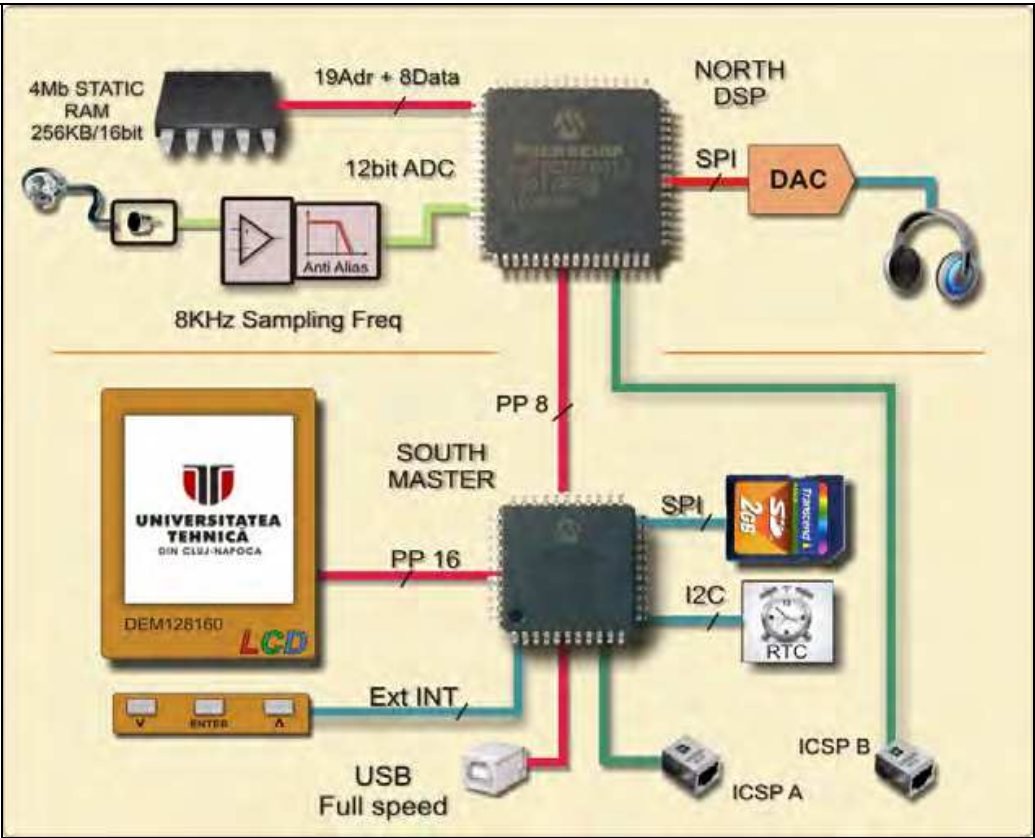 4Mb STATIC
RAM
256KB/16bit
19Adr + 8Data
NORTH
DSP
12bit ADC
SPI
DAC
Anti Alias
8KHz Sampling Freq
PP 8
SOUTH
MASTER
UNIVERSITATEA
TEHNICĂ
DIN CLUJ-NAPOCA
PP 16
SPI
Transcend
SD
2GB
I2C
RTC
DEM128160
LCD
V
ENTER
Λ
Ext INT
USB
Full speed
ICSP A
ICSP B